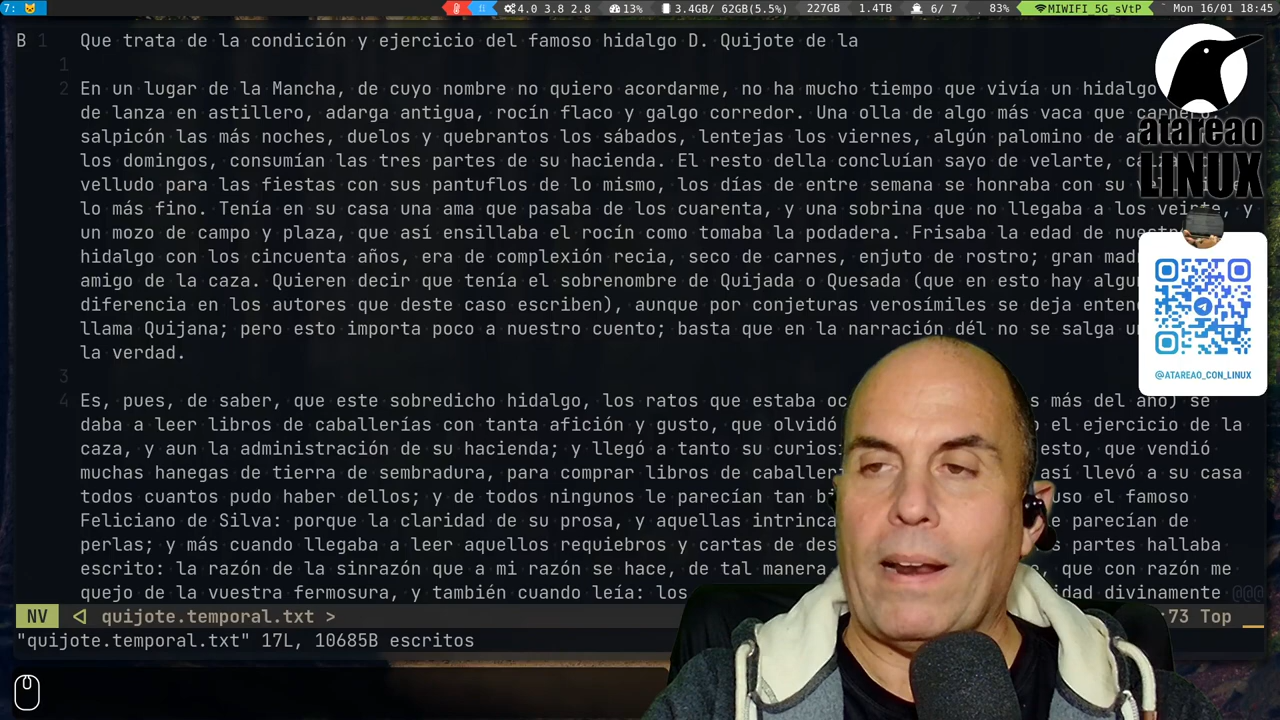 7: 4.0 3.8 2.8 13% 3.4GB/ 62GB(5.5%) 227GB 1.4TB 6/ 7 . 83% MIWIFI 5G sVtP Mon 16/01 18:45
B 1 Que trata de la condición y ejercicio del famoso hidalgo D. Quijote de la
1
2 En un lugar de la Mancha, de cuyo nombre no quiero acordarme, no ha mucho tiempo que vivía un hidalgo
de lanza en astillero, adarga antigua, rocín flaco y galgo corredor. Una olla de algo más vaca que carnero,
salpicón las más noches, duelos y quebrantos los sábados, lentejas los viernes, algún palomino de
los domingos, consumían las tres partes de su hacienda. El resto della concluían sayo de velarte,
velludo para las fiestas con sus pantuflos de lo mismo, los días de entre semana se honraba con su
lo más fino. Tenía en su casa una ama que pasaba de los cuarenta, y una sobrina que no llegaba a los veinte, y
un mozo de campo y plaza, que así ensillaba el rocín como tomaba la podadera. Frisaba la edad de
hidalgo con los cincuenta años, era de complexión recia, seco de carnes, enjuto de rostro; gran
amigo de la caza. Quieren decir que tenía el sobrenombre de Quijada o Quesada (que en esto hay
diferencia en los autores que deste caso escriben), aunque por conjeturas verosímiles se deja
llama Quijana; pero esto importa poco a nuestro cuento; basta que en la narración dél no se salga
la verdad.
3
4 Es, pues, de saber, que este sobredicho hidalgo, los ratos que estaba más del año) se
daba a leer libros de caballerías con tanta afición y gusto, que olvidó el ejercicio de la
caza, y aun la administración de su hacienda; y llegó a tanto su esto, que vendió
muchas hanegas de tierra de sembradura, para comprar libros de así llevó a su casa
todos cuantos pudo haber dellos; y de todos ningunos le parecían tan el famoso
Feliciano de Silva: porque la claridad de su prosa, y aquellas parecían de
perlas; y más cuando llegaba a leer aquellos requiebros y cartas de partes hallaba
escrito: la razón de la sinrazón que a mi razón se hace, de tal manera que con razón me
quejo de la vuestra fermosura, y también cuando leía: los divinamente @@@
NV quijote.temporal.txt > :73 Top
"quijote.temporal.txt" 17L, 10685B escritos
atareao
LINUX
@ATAREAO_CON_LINUX